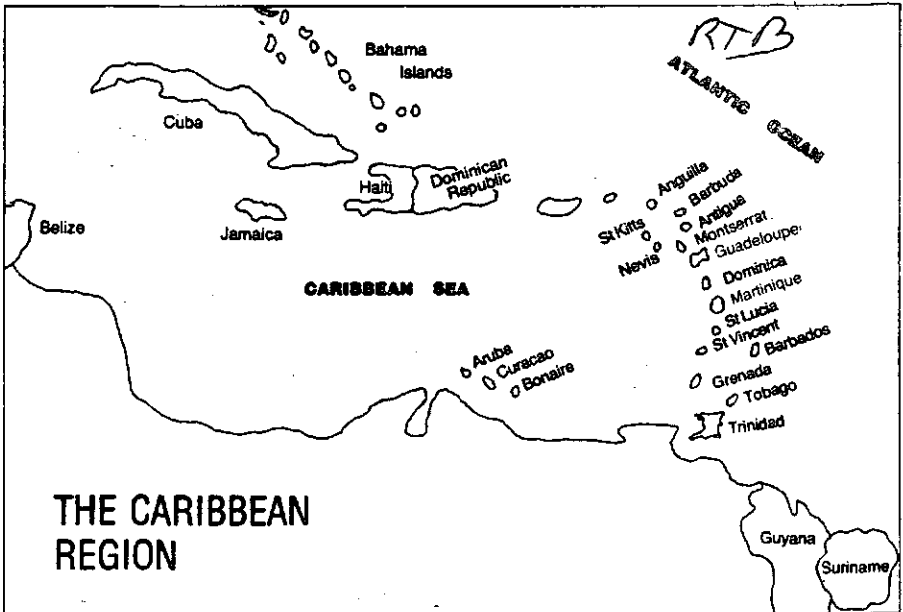 RTB
ATLANTIC OCEAN
Bahama
Islands
Cuba
Haiti
Dominican
Republic
Jamaica
Belize
Anguilla
Barbuda
St Kitts
Antigua
Nevis
Montserrat
Guadeloupe
CARIBBEAN SEA
Dominica
Martinique
St Lucia
St Vincent
Barbados
Aruba
Curacao
Bonaire
Grenada
Tobago
Trinidad
THE CARIBBEAN
REGION
Guyana
Suriname